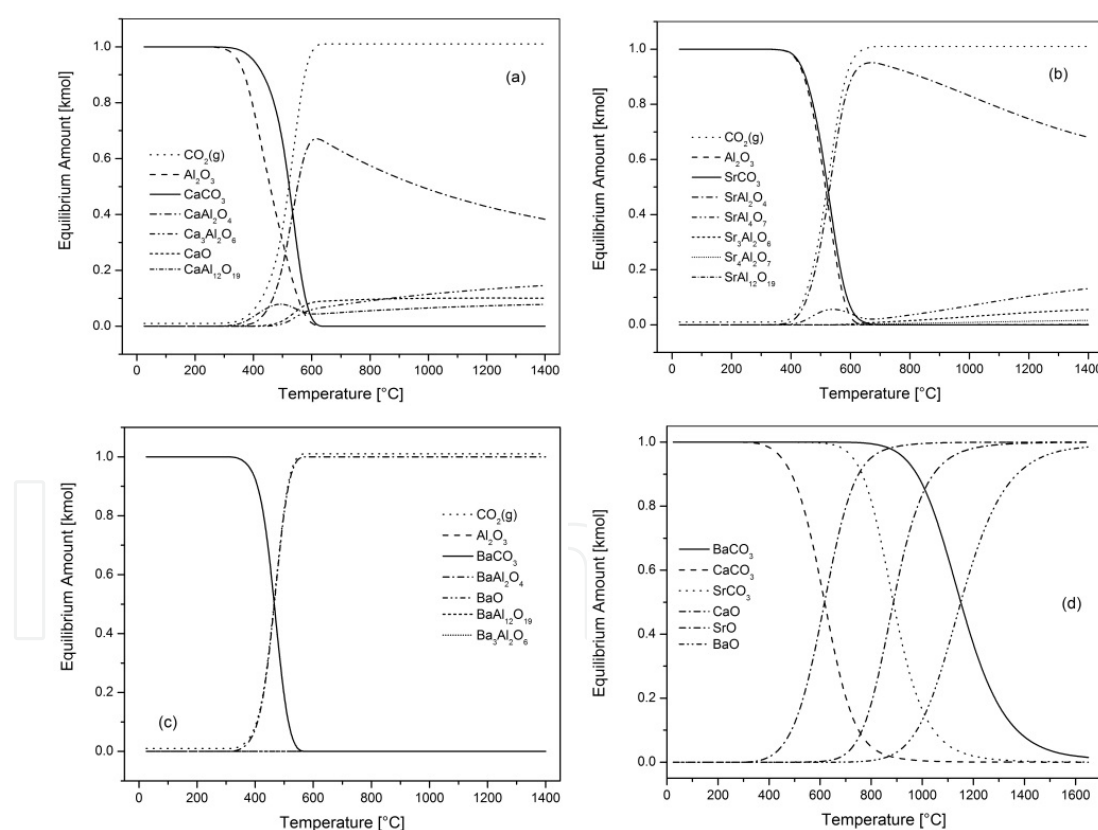 (a)
Equilibrium Amount [kmol]
1.0
0.8
0.6
0.4
0.2
0.0
CO₂(g)
Al₂O₃
CaCO₃
CaAl₂O₄
Ca₃Al₂O₆
CaO
CaAl₁₂O₁₉
0 200 400 600 800 1000 1200 1400
Temperature [°C]
(b)
Equilibrium Amount [kmol]
1.0
0.8
0.6
0.4
0.2
0.0
CO₂(g)
Al₂O₃
SrCO₃
SrAl₂O₄
SrAl₄O₇
Sr₃Al₂O₆
Sr₄Al₂O₇
SrAl₁₂O₁₉
0 200 400 600 800 1000 1200 1400
Temperature [°C]
(c)
Equilibrium Amount [kmol]
1.0
0.8
0.6
0.4
0.2
0.0
CO₂(g)
Al₂O₃
BaCO₃
BaAl₂O₄
BaO
BaAl₁₂O₁₉
Ba₃Al₂O₆
0 200 400 600 800 1000 1200 1400
Temperature [°C]
(d)
Equilibrium Amount [kmol]
1.0
0.8
0.6
0.4
0.2
0.0
BaCO₃
CaCO₃
SrCO₃
CaO
SrO
BaO
0 200 400 600 800 1000 1200 1400 1600
Temperature [°C]